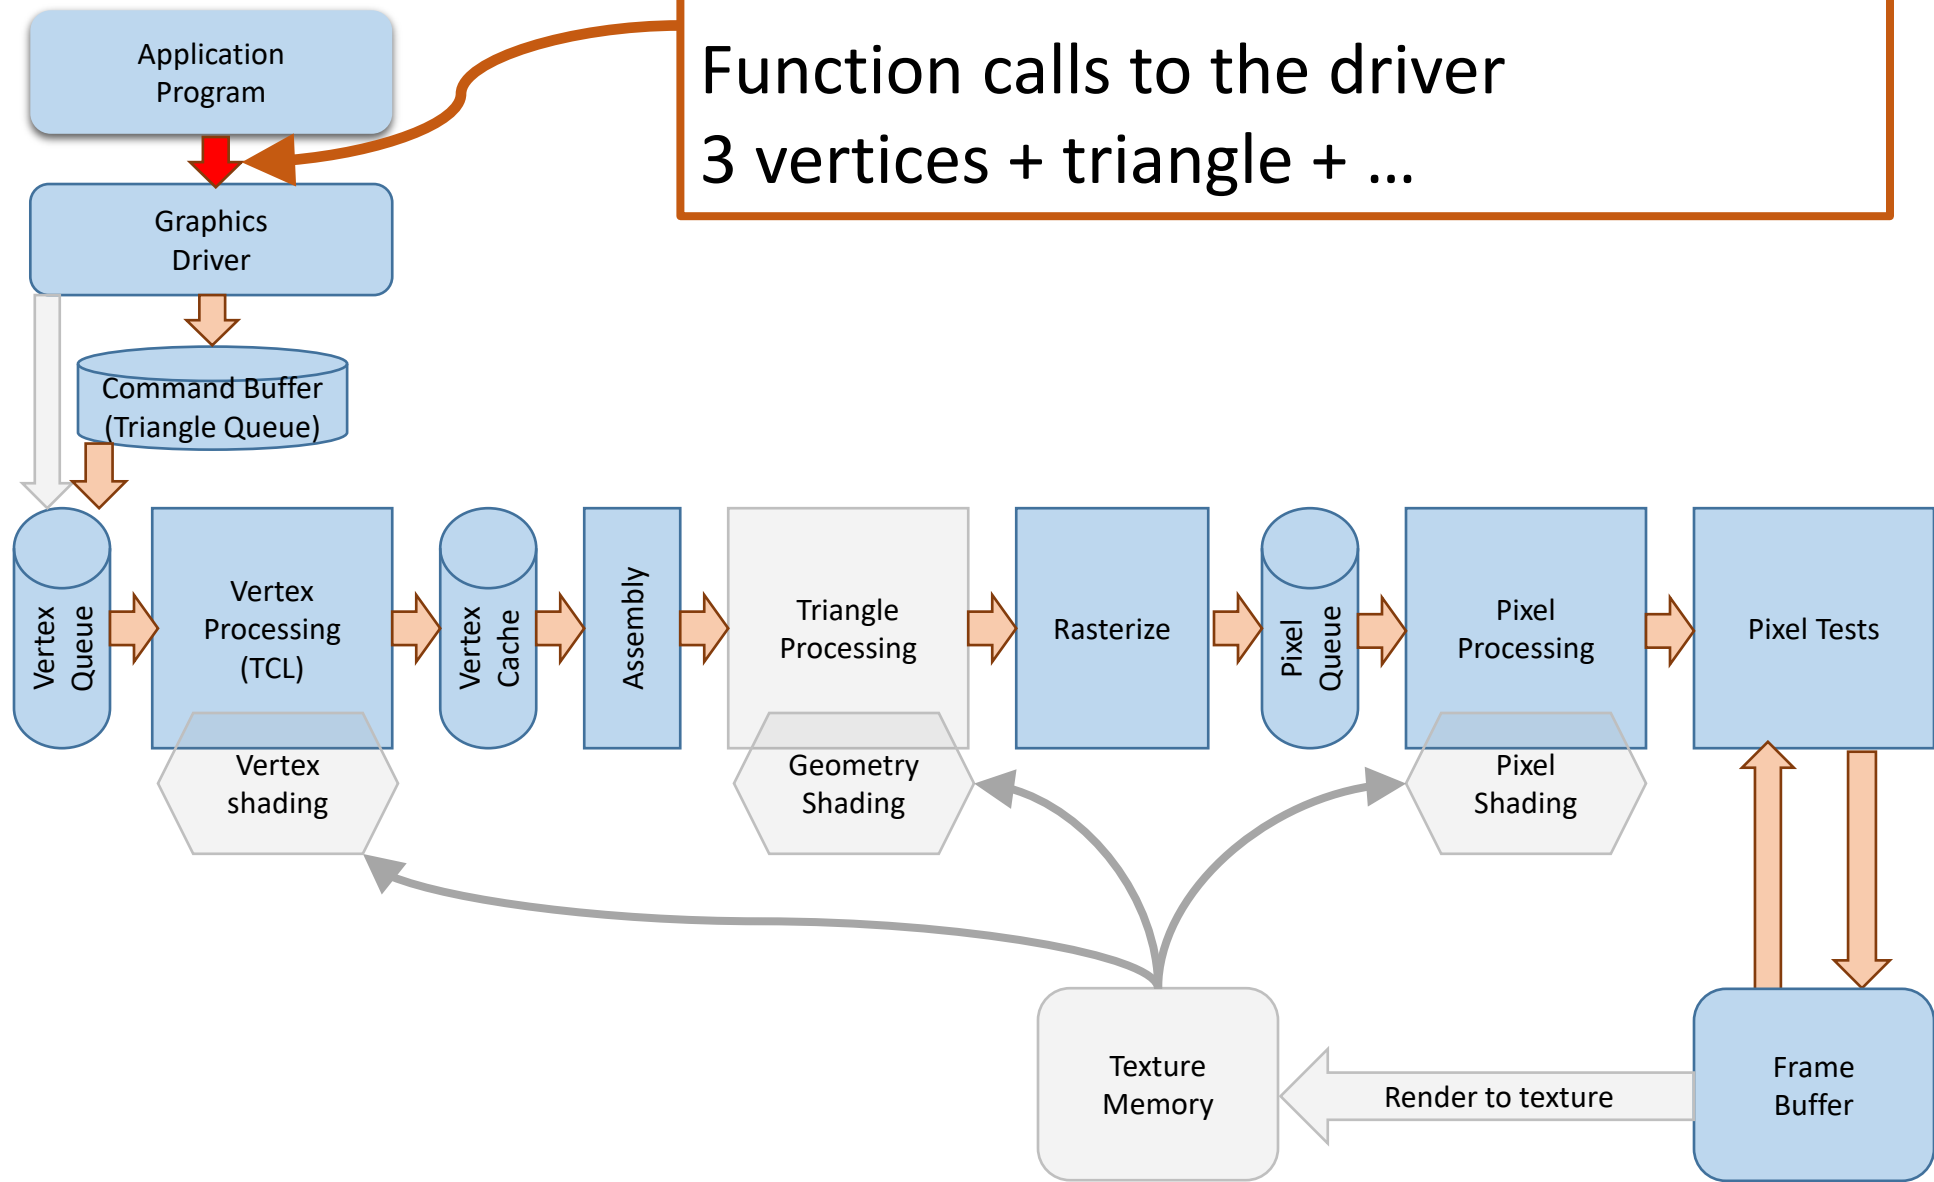 Application
Program
Function calls to the driver
3 vertices + triangle + ...
Graphics
Driver
Command Buffer
(Triangle Queue)
Vertex
Queue
Vertex
Processing
(TCL)
Vertex
Cache
Assembly
Triangle
Processing
Rasterize
Pixel
Queue
Pixel
Processing
Pixel Tests
Vertex
shading
Geometry
Shading
Pixel
Shading
Texture
Memory
Render to texture
Frame
Buffer